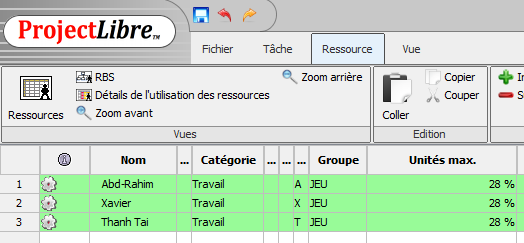 ProjectLibre™
Fichier Tâche Ressource Vue
RBS Zoom arrière Copier
Ressources Détails de l'utilisation des ressources Couper
Zoom avant Coller
Vues Edition
Nom ... Catégorie ... ... ... Groupe Unités max.
1 Abd-Rahim Travail A JEU 28 %
2 Xavier Travail X JEU 28 %
3 Thanh Tai Travail T JEU 28 %